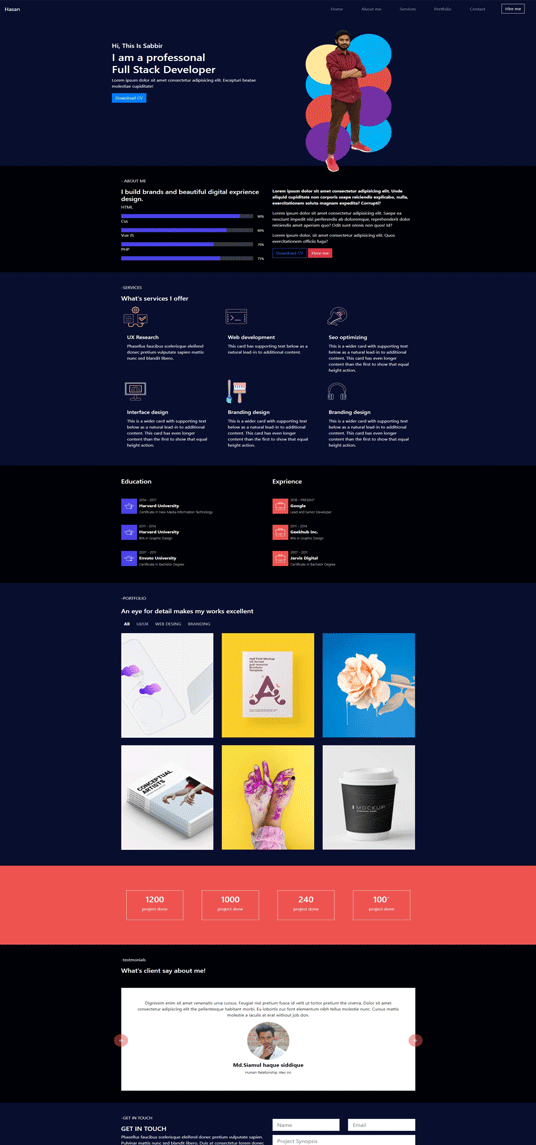 Hasan
Home About me Services Portfolio Contact Hire me
Hi, This Is Sabbir
I am a professonal
Full Stack Developer
Lorem ipsum dolor sit amet consectetur adipisicing elit. Excepturi beatae
molestiae cupiditate!
Download CV
- ABOUT ME
I build brands and beautiful digital exprience
design.
HTML
90%
Css
80%
Vue JS
70%
PHP
75%
Lorem ipsum dolor sit amet consectetur adipisicing elit. Unde
aliquid cupiditate non corporis saepe reiciendis explicabo, nulla,
exercitationem soluta magnam expedita? Corrupti?
Lorem ipsum dolor sit amet consectetur adipisicing elit. Saepe ea
nesciunt impedit nisi perferendis ab doloremque, reprehenderit dolor
adipisci aperiam quo? Odit sunt omnis non quos! Id?
Lorem ipsum dolor, sit amet consectetur adipisicing elit. Quos
exercitationem officiis fuga?
Download CV Hire me
-SERVICES
What's services I offer
UX Research
Phasellus faucibus scelerisque eleifend
donec pretium vulputate sapien mattic
nunc sed blandit libero.
Web development
This card has supporting text below as a
natural lead-in to additional content.
Seo optimizing
This is a wider card with supporting text
below as a natural lead-in to additional
content. This card has even longer
content than the first to show that equal
height action.
Interface design
This is a wider card with supporting text
below as a natural lead-in to additional
content. This card has even longer
content than the first to show that equal
height action.
Branding design
This is a wider card with supporting text
below as a natural lead-in to additional
content. This card has even longer
content than the first to show that equal
height action.
Branding design
This is a wider card with supporting text
below as a natural lead-in to additional
content. This card has even longer
content than the first to show that equal
height action.
Education
2014 - 2017
Harvard University
Certificate in New Media Information Technology
2011 - 2014
Harvard University
BFA in Graphic Design
2007 - 2011
Envato University
Certificate in Bachelor Degree
Exprience
2018 - PRESENT
Google
Lead and Senior Developer
2011 - 2014
Geekhub Inc.
BFA in Graphic Design
2007 - 2011
Jarvis Digital
Certificate in Bachelor Degree
-PORTFOLIO
An eye for detail makes my works excellent
All UI/UX WEB DESING BRANDING
A
CONCEPTUAL
ARTISTS
MOCKUP
1200
project done
1000
project done
240
project done
100
project done
-testmonials
What's client say about me!
Dignissim enim sit amet venenatis urna cursus. Feugiat nisl pretium fusce id velit ut tortor pretium the viverra. Dolor sit amet
consectetur adipiscing elit the pellentesque habitant morbi. Eu lobortis our font elementum nibh tellus molestie nunc. Cursus mattis
molestie a iaculis at erat without job don.
Md.Siamul haque siddique
-GET IN TOUCH
GET IN TOUCH
Phasellus faucibus scelerisque eleifend donec pretium vulputate sapien.
Name Email
Project Synopsis